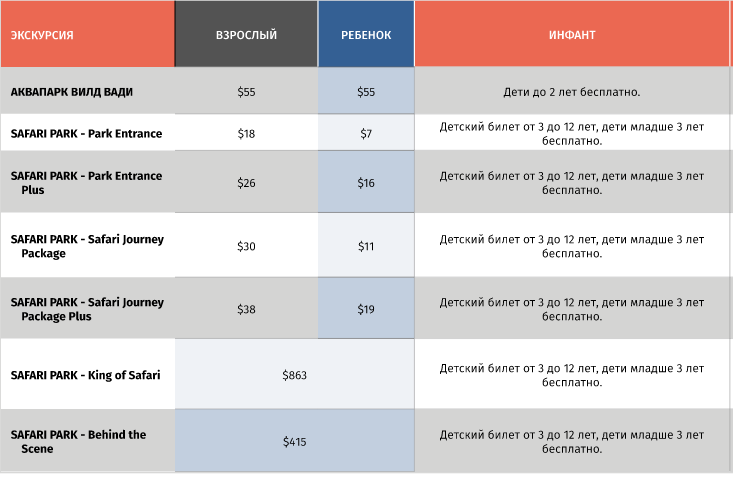 ЭКСКУРСИЯ ВЗРОСЛЫЙ РЕБЕНОК ИНФАНТ
АКВАПАРК ВИЛД ВАДИ $55 $55 Дети до 2 лет бесплатно.
SAFARI PARK - Park Entrance $18 $7 Детский билет от 3 до 12 лет, дети младше 3 лет
бесплатно.
SAFARI PARK - Park Entrance
Plus $26 $16 Детский билет от 3 до 12 лет, дети младше 3 лет
бесплатно.
SAFARI PARK - Safari Journey
Package $30 $11 Детский билет от 3 до 12 лет, дети младше 3 лет
бесплатно.
SAFARI PARK - Safari Journey
Package Plus $38 $19 Детский билет от 3 до 12 лет, дети младше 3 лет
бесплатно.
SAFARI PARK - King of Safari $863 Детский билет от 3 до 12 лет, дети младше 3 лет
бесплатно.
SAFARI PARK - Behind the
Scene $415 Детский билет от 3 до 12 лет, дети младше 3 лет
бесплатно.